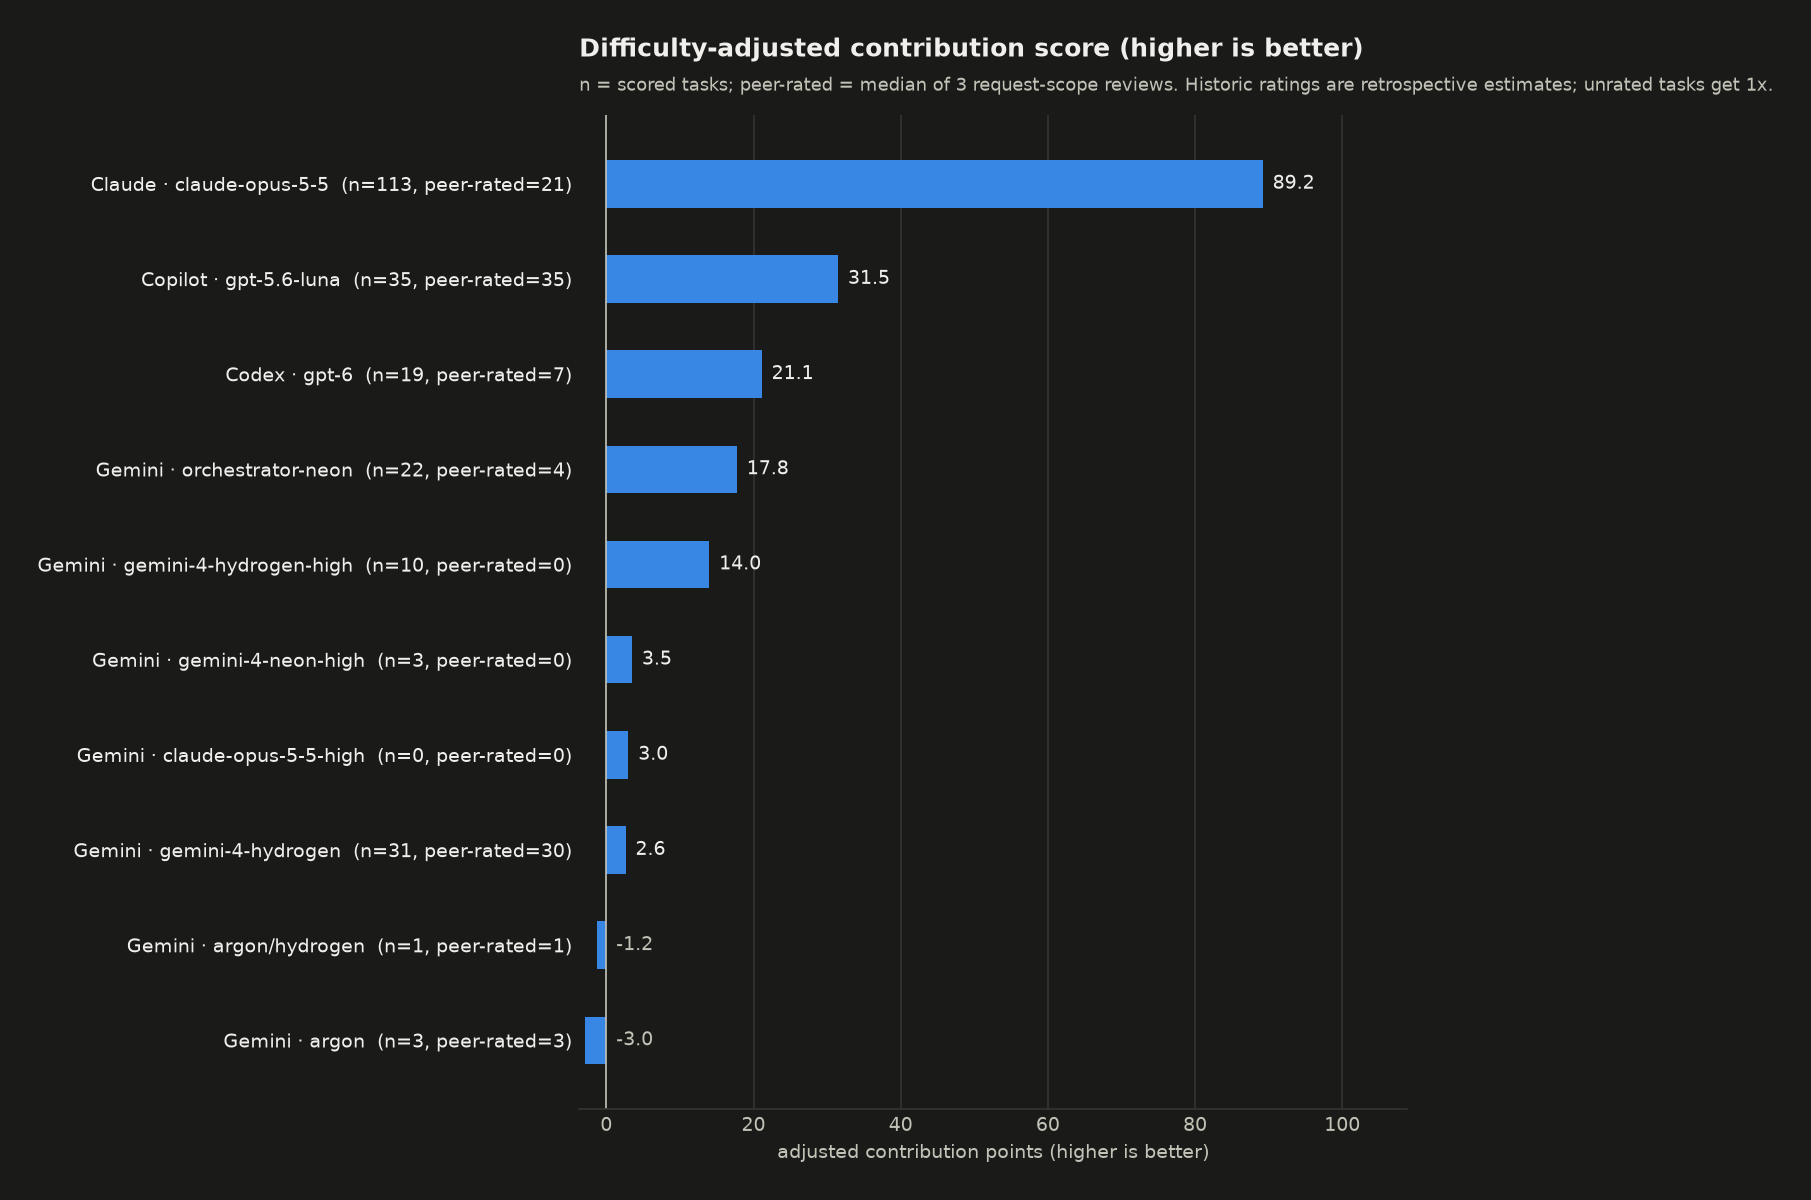 Difficulty-adjusted contribution score (higher is better)
n = scored tasks; peer-rated = median of 3 request-scope reviews. Historic ratings are retrospective estimates; unrated tasks get 1x.
Claude · claude-opus-5-5  (n=113, peer-rated=21) 89.2
Copilot · gpt-5.6-luna  (n=35, peer-rated=35) 31.5
Codex · gpt-6  (n=19, peer-rated=7) 21.1
Gemini · orchestrator-neon  (n=22, peer-rated=4) 17.8
Gemini · gemini-4-hydrogen-high  (n=10, peer-rated=0) 14.0
Gemini · gemini-4-neon-high  (n=3, peer-rated=0) 3.5
Gemini · claude-opus-5-5-high  (n=0, peer-rated=0) 3.0
Gemini · gemini-4-hydrogen  (n=31, peer-rated=30) 2.6
Gemini · argon/hydrogen  (n=1, peer-rated=1) -1.2
Gemini · argon  (n=3, peer-rated=3) -3.0
0 20 40 60 80 100
adjusted contribution points (higher is better)